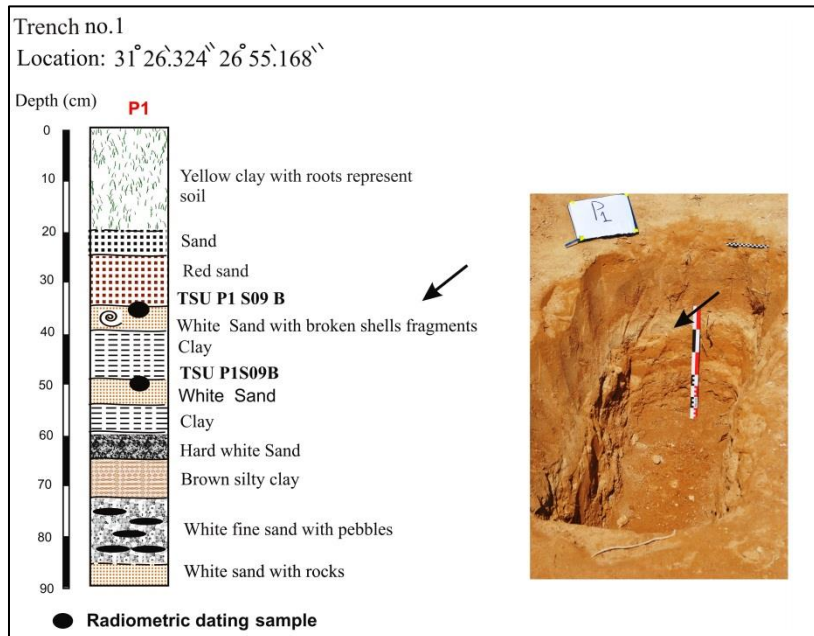 Trench no.1
Location: 31°26.̀324̏ 26°55.̀168̏
Depth (cm)
P1
0
10
20
30
40
50
60
70
80
90
Yellow clay with roots represent
soil
Sand
Red sand
TSU P1 S09 B
White Sand with broken shells fragments
Clay
TSU P1S09B
White Sand
Clay
Hard white Sand
Brown silty clay
White fine sand with pebbles
White sand with rocks
Radiometric dating sample
P1